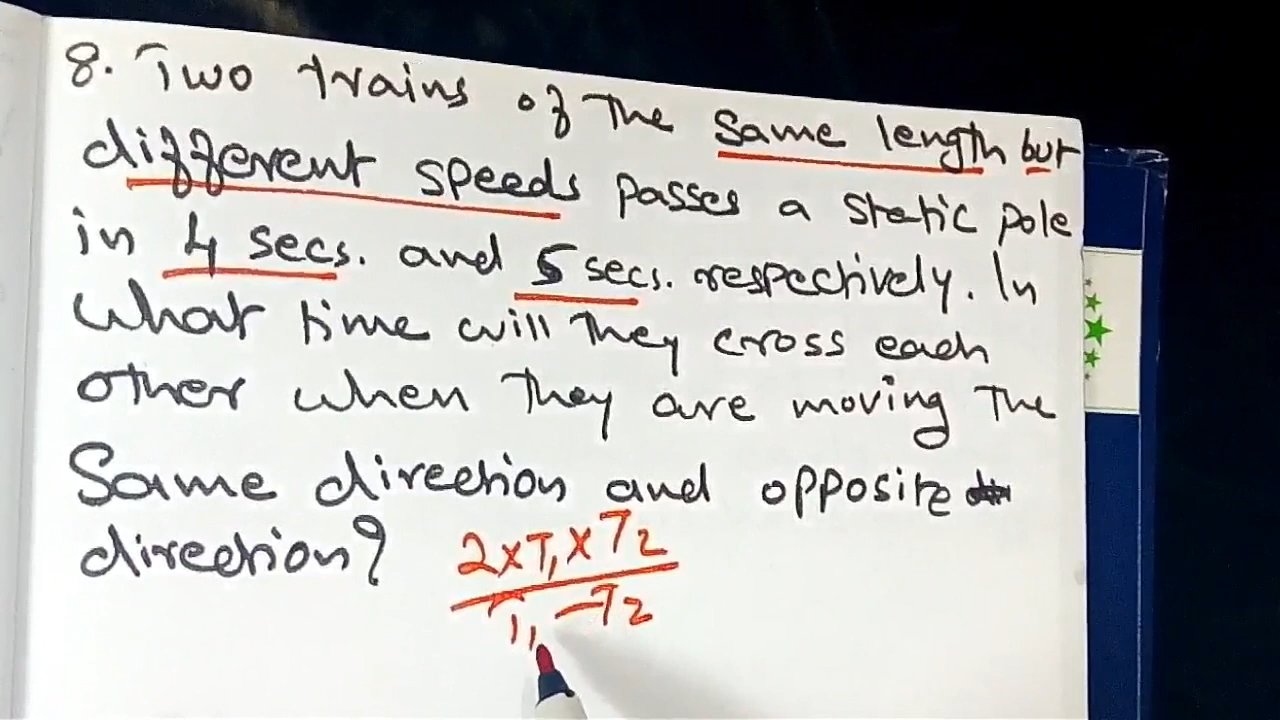 8. Two trains of the same length but
different speeds passes a static pole
in 4 secs. and 5 secs. respectively. In
what time will they cross each
other when they are moving the
same direction and opposite
direction?
2×T1×T2
T1-T2